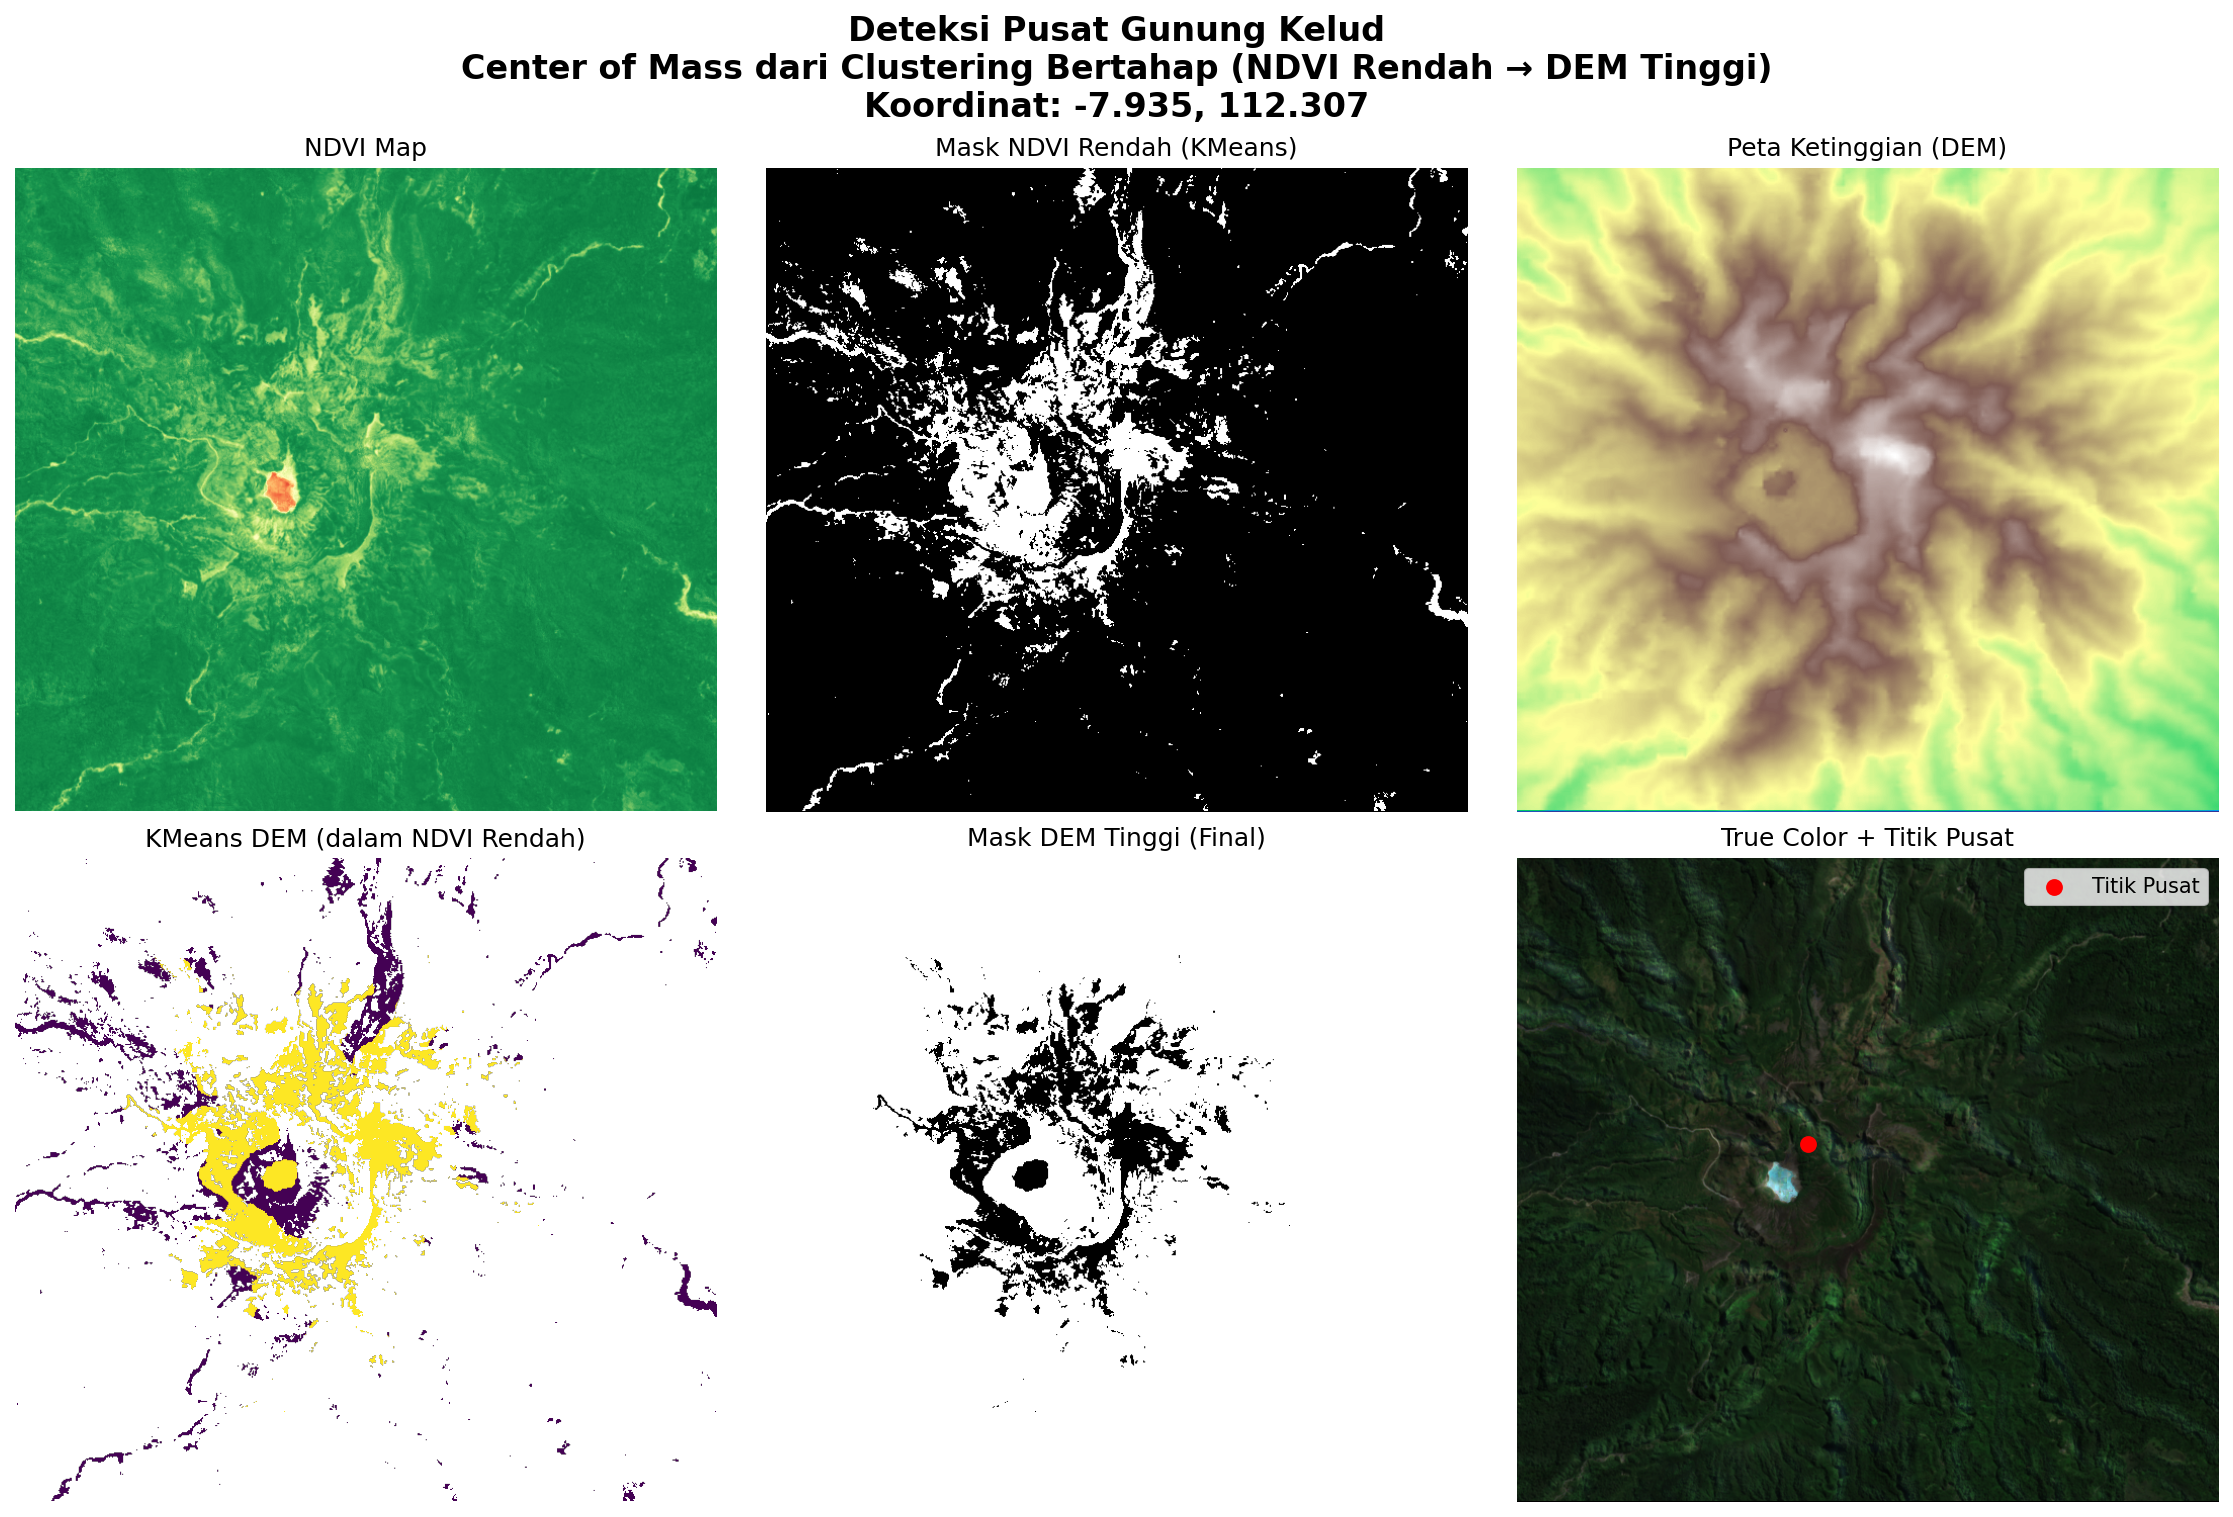 Deteksi Pusat Gunung Kelud
Center of Mass dari Clustering Bertahap (NDVI Rendah → DEM Tinggi)
Koordinat: -7.935, 112.307
NDVI Map
Mask NDVI Rendah (KMeans)
Peta Ketinggian (DEM)
KMeans DEM (dalam NDVI Rendah)
Mask DEM Tinggi (Final)
True Color + Titik Pusat
Titik Pusat